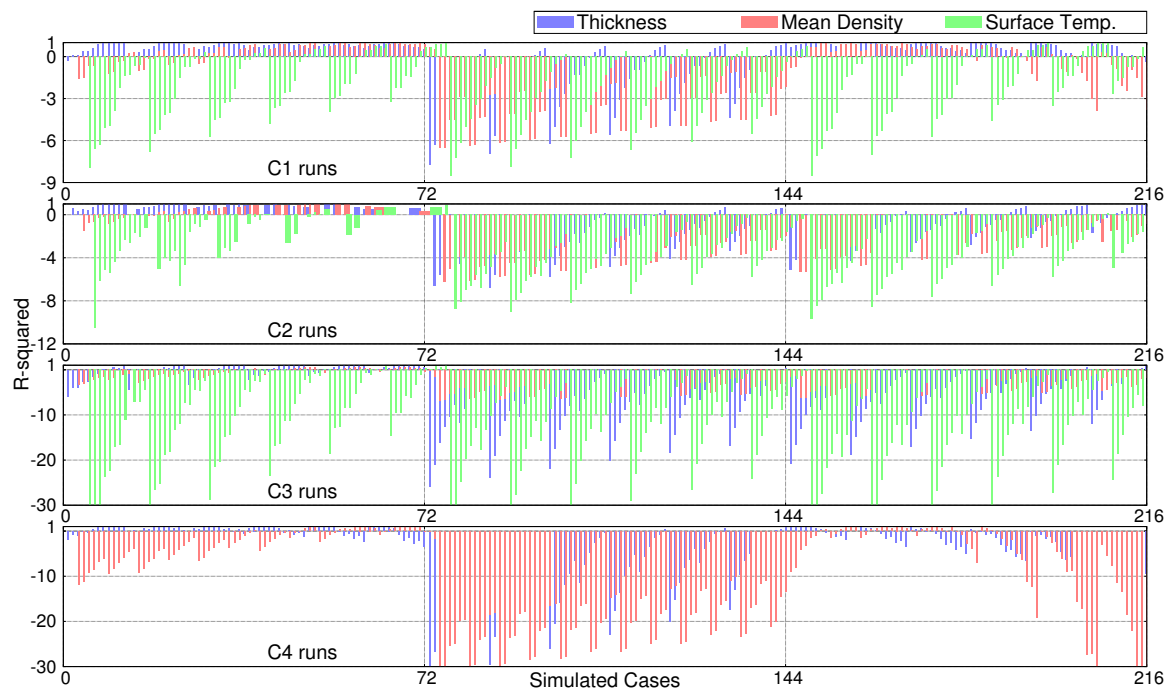 Thickness Mean Density Surface Temp.
1
0
-3
-6
-9
C1 runs
0 72 144 216
1
0
-4
-8
-12
C2 runs
0 72 144 216
R-squared
1
-10
-20
-30
C3 runs
0 72 144 216
1
-10
-20
-30
C4 runs
0 72 144 216
Simulated Cases